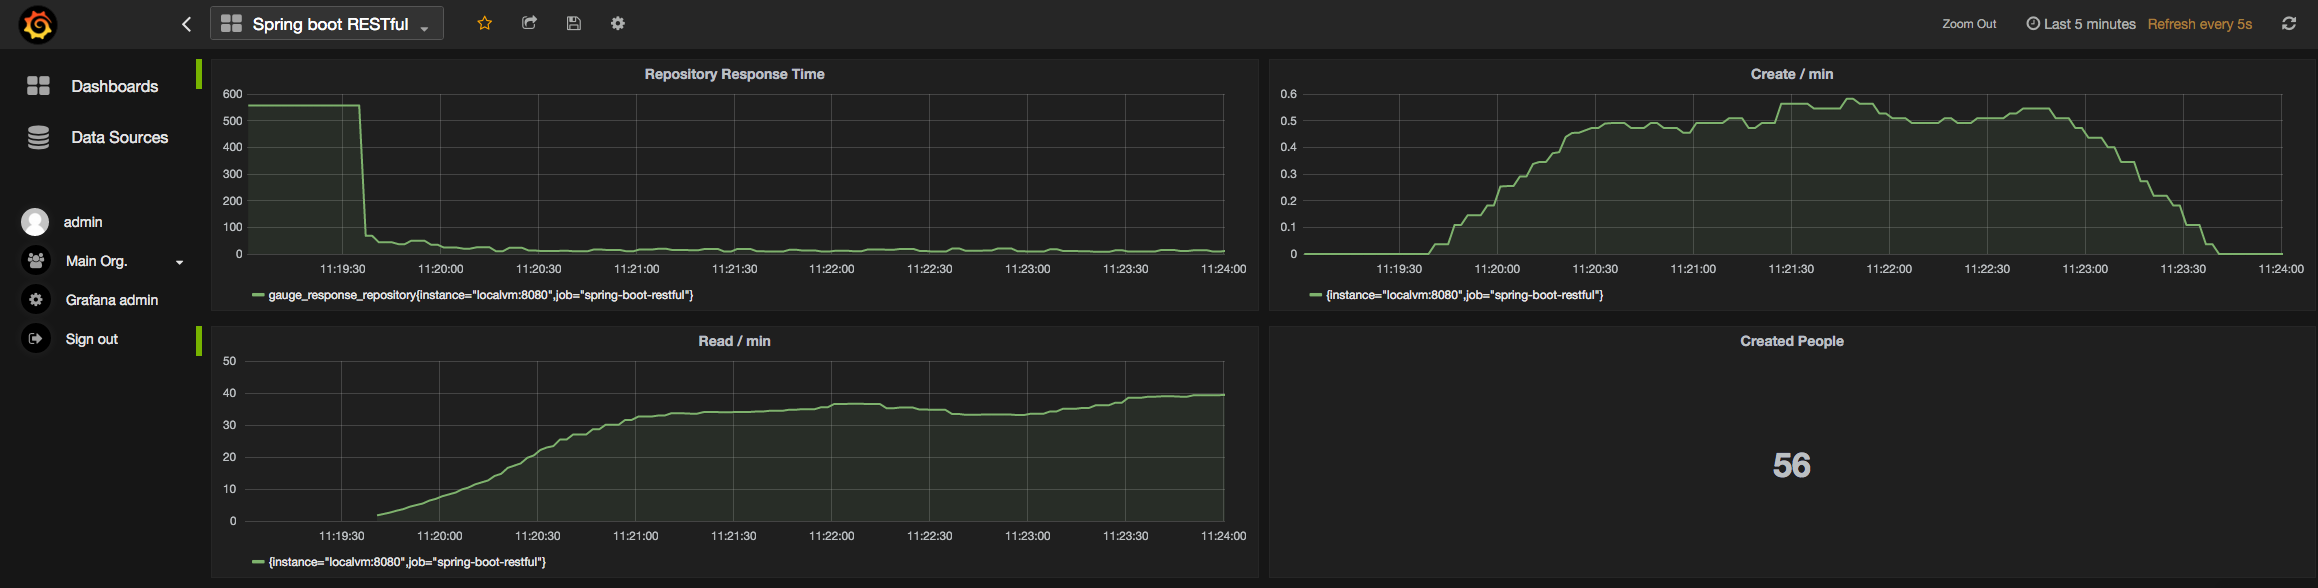 Spring boot RESTful
Zoom Out Last 5 minutes Refresh every 5s
Dashboards
Data Sources
admin
Main Org.
Grafana admin
Sign out
Repository Response Time
600
500
400
300
200
100
0
11:19:30 11:20:00 11:20:30 11:21:00 11:21:30 11:22:00 11:22:30 11:23:00 11:23:30 11:24:00
gauge_response_repository{instance="localvm:8080",job="spring-boot-restful"}
Create / min
0.6
0.5
0.4
0.3
0.2
0.1
0
11:19:30 11:20:00 11:20:30 11:21:00 11:21:30 11:22:00 11:22:30 11:23:00 11:23:30 11:24:00
{instance="localvm:8080",job="spring-boot-restful"}
Read / min
50
40
30
20
10
0
11:19:30 11:20:00 11:20:30 11:21:00 11:21:30 11:22:00 11:22:30 11:23:00 11:23:30 11:24:00
{instance="localvm:8080",job="spring-boot-restful"}
Created People
56